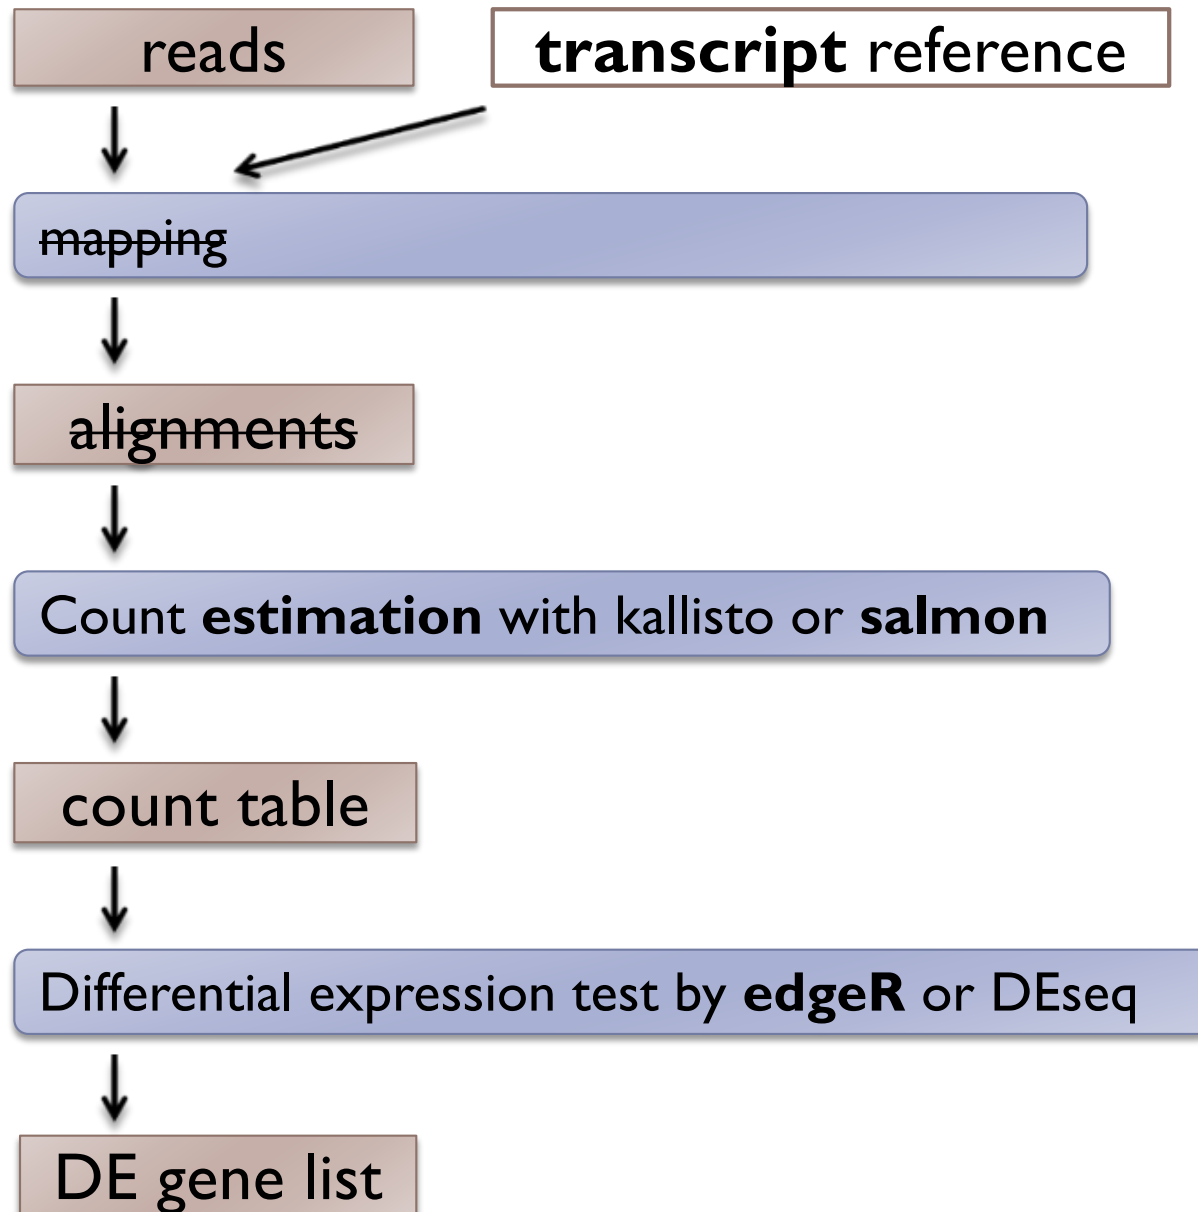 reads
transcript reference
mapping
alignments
Count estimation with kallisto or salmon
count table
Differential expression test by edgeR or DEseq
DE gene list